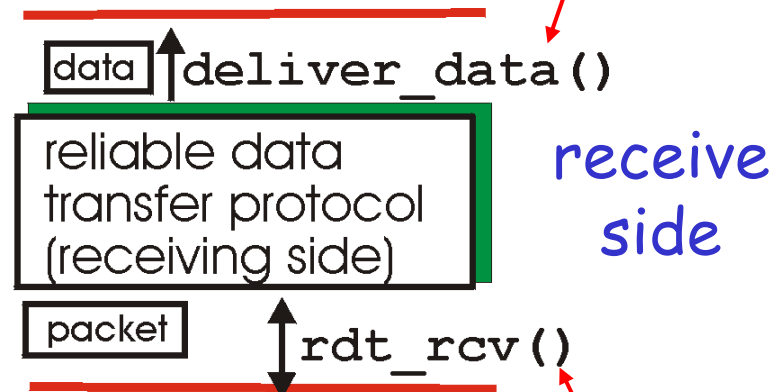 data deliver_data()
reliable data
transfer protocol
(receiving side)
receive
side
packet rdt_rcv()